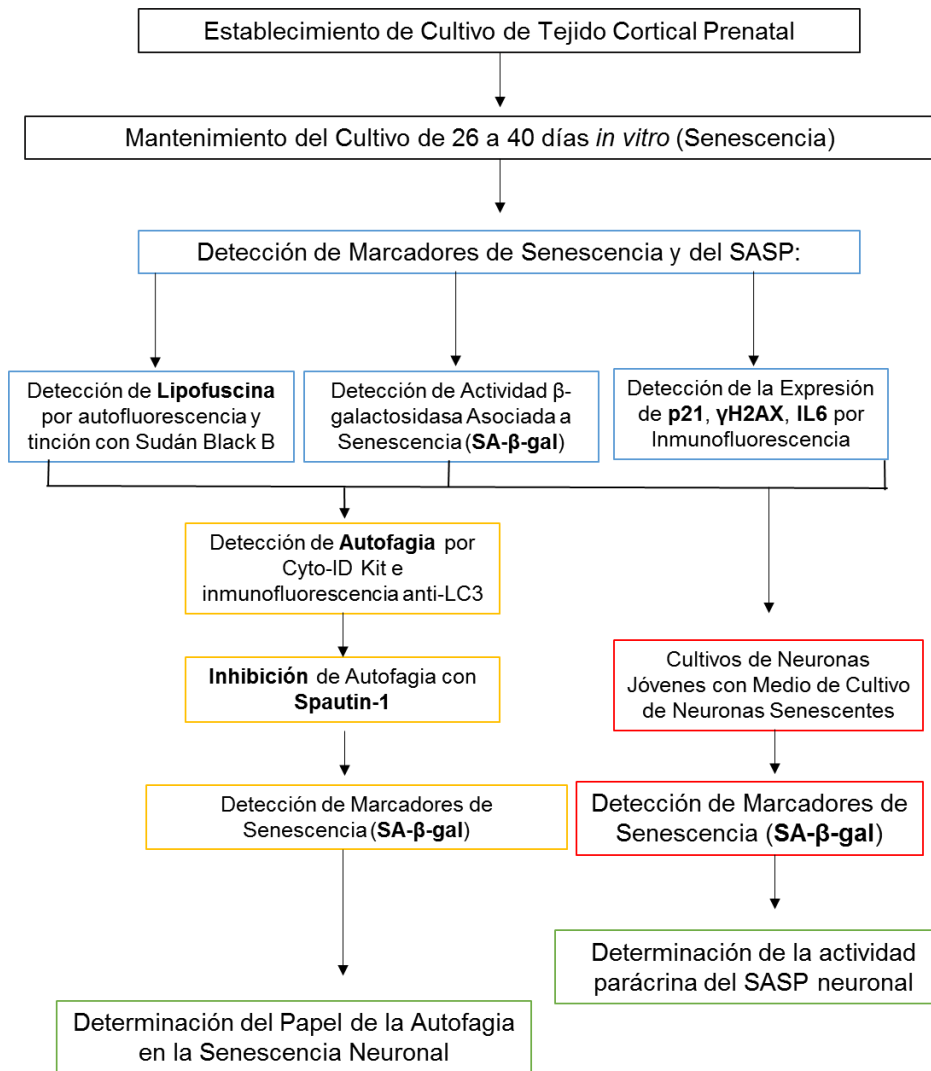 Establecimiento de Cultivo de Tejido Cortical Prenatal
Mantenimiento del Cultivo de 26 a 40 días in vitro (Senescencia)
Detección de Marcadores de Senescencia y del SASP:
Detección de Lipofuscina
por autofluorescencia y
tinción con Sudán Black B
Detección de Actividad β-
galactosidasa Asociada a
Senescencia (SA-β-gal)
Detección de la Expresión
de p21, γH2AX, IL6 por
Inmunofluorescencia
Detección de Autofagia por
Cyto-ID Kit e
inmunofluorescencia anti-LC3
Inhibición de Autofagia con
Spautin-1
Detección de Marcadores de
Senescencia (SA-β-gal)
Determinación del Papel de la Autofagia
en la Senescencia Neuronal
Cultivos de Neuronas
Jóvenes con Medio de Cultivo
de Neuronas Senescentes
Detección de Marcadores de
Senescencia (SA-β-gal)
Determinación de la actividad
parácrina del SASP neuronal